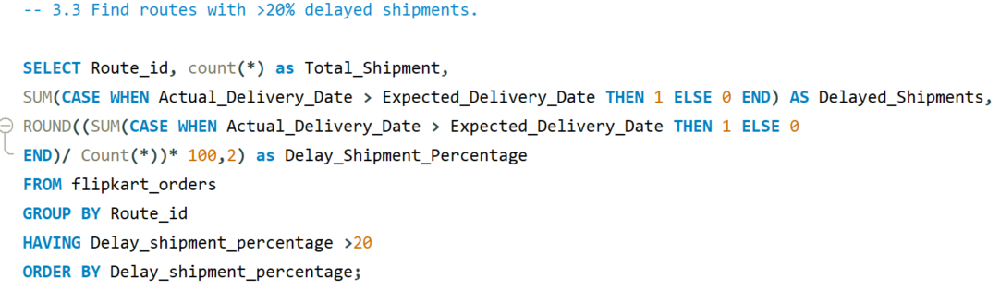 -- 3.3 Find routes with >20% delayed shipments.
SELECT Route_id, count(*) as Total_Shipment,
SUM(CASE WHEN Actual_Delivery_Date > Expected_Delivery_Date THEN 1 ELSE 0 END) AS Delayed_Shipments,
ROUND((SUM(CASE WHEN Actual_Delivery_Date > Expected_Delivery_Date THEN 1 ELSE 0
END)/ Count(*))* 100,2) as Delay_Shipment_Percentage
FROM flipkart_orders
GROUP BY Route_id
HAVING Delay_shipment_percentage >20
ORDER BY Delay_shipment_percentage;